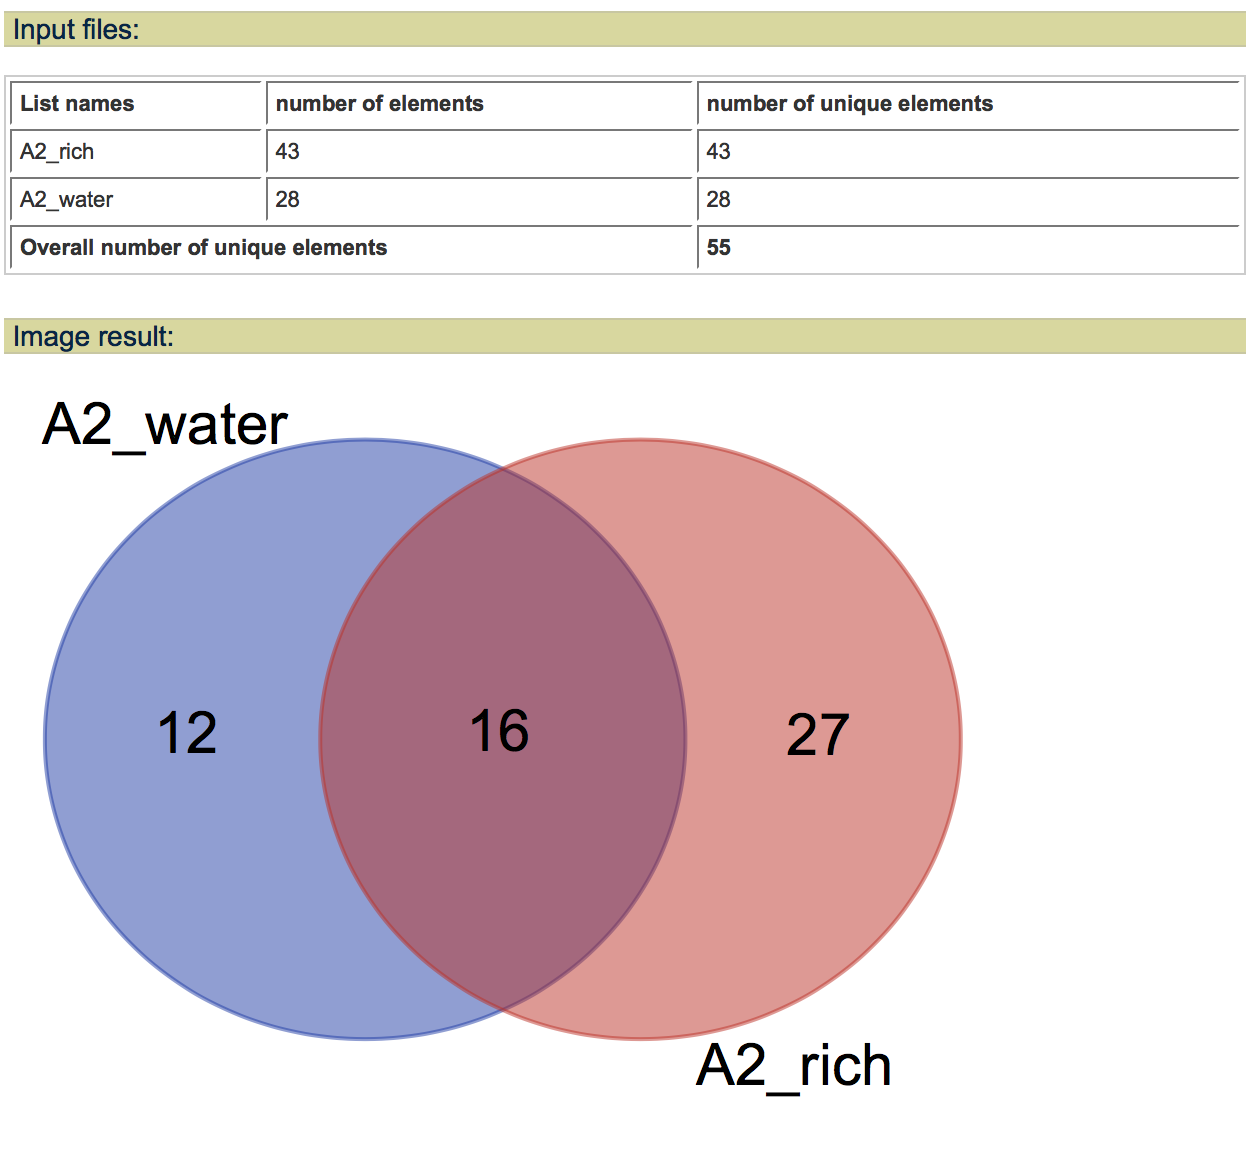 Input files:
List names number of elements number of unique elements
A2_rich 43 43
A2_water 28 28
Overall number of unique elements 55
Image result:
A2_water
12 16 27
A2_rich